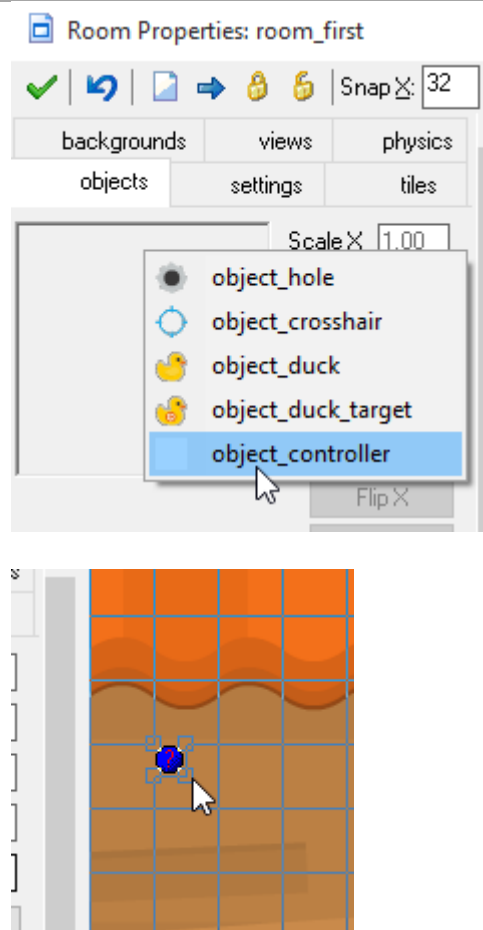 Room Properties: room_first
Snap X: 32
backgrounds views physics
objects settings tiles
Scale X 1.00
object_hole
object_crosshair
object_duck
object_duck_target
object_controller
Flip X
?